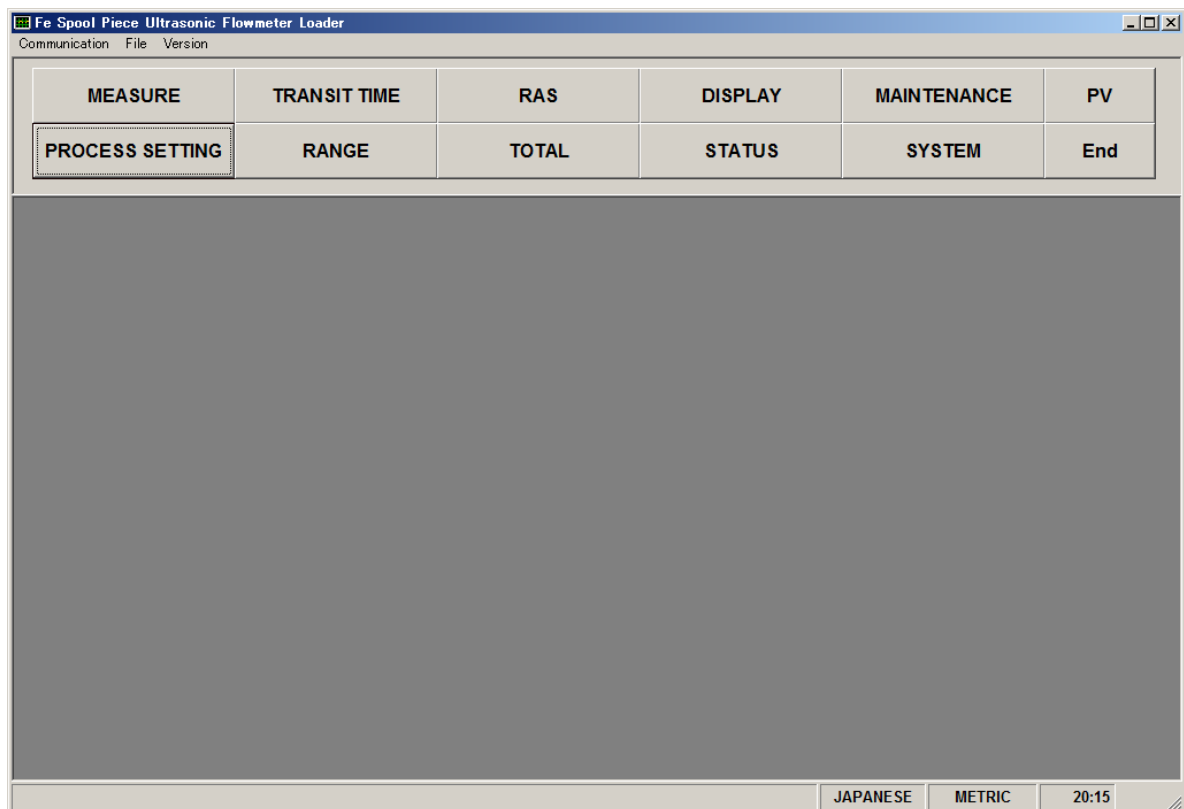 Fe Spool Piece Ultrasonic Flowmeter Loader
Communication File Version
MEASURE TRANSIT TIME RAS DISPLAY MAINTENANCE PV
PROCESS SETTING RANGE TOTAL STATUS SYSTEM End
JAPANESE METRIC 20:15